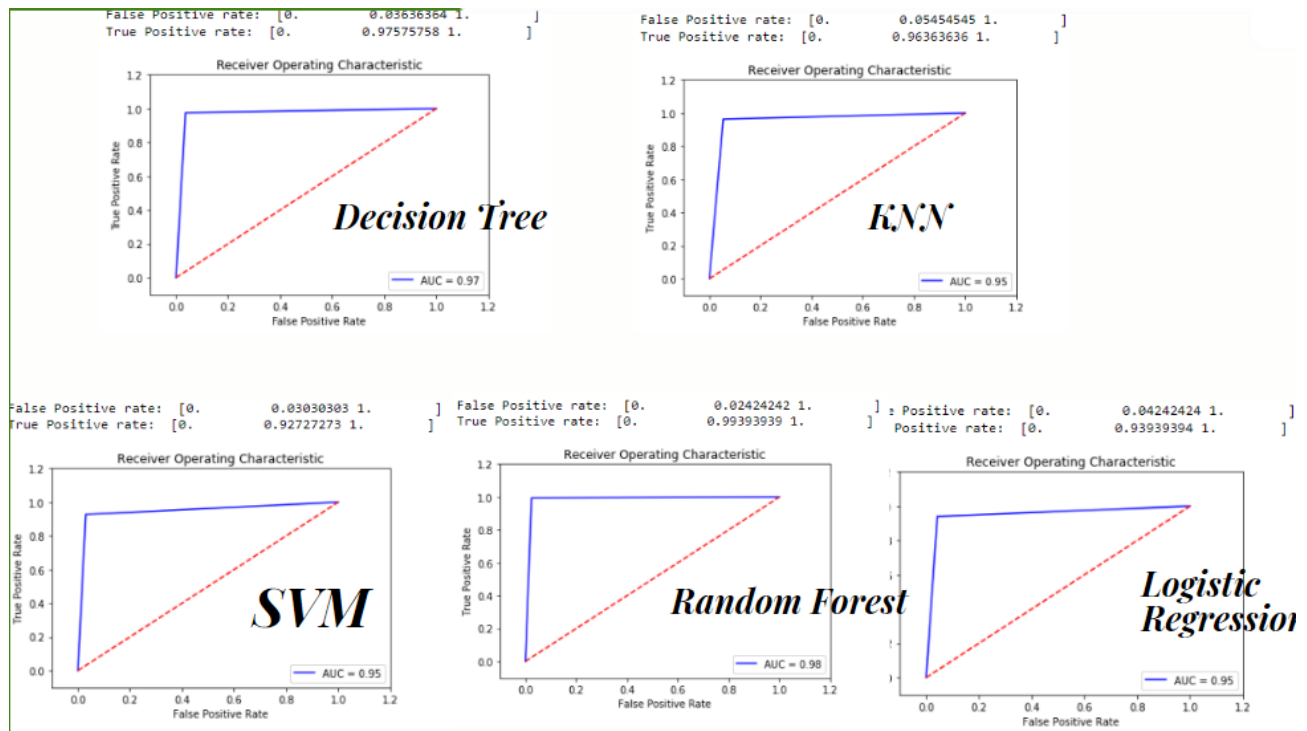 False Positive rate: [0. 0.03636364 1. ]
True Positive rate: [0. 0.97575758 1. ]
Receiver Operating Characteristic
1.2
1.0
0.8
0.6
0.4
0.2
0.0
True Positive Rate
Decision Tree
AUC = 0.97
0.0 0.2 0.4 0.6 0.8 1.0 1.2
False Positive Rate
False Positive rate: [0. 0.05454545 1. ]
True Positive rate: [0. 0.96363636 1. ]
Receiver Operating Characteristic
1.2
1.0
0.8
0.6
0.4
0.2
0.0
True Positive Rate
KNN
AUC = 0.95
0.0 0.2 0.4 0.6 0.8 1.0 1.2
False Positive Rate
False Positive rate: [0. 0.03030303 1. ]
True Positive rate: [0. 0.92727273 1. ]
Receiver Operating Characteristic
1.2
1.0
0.8
0.6
0.4
0.2
0.0
True Positive Rate
SVM
AUC = 0.95
0.0 0.2 0.4 0.6 0.8 1.0 1.2
False Positive Rate
False Positive rate: [0. 0.02424242 1. ]
True Positive rate: [0. 0.99393939 1. ]
Receiver Operating Characteristic
1.2
1.0
0.8
0.6
0.4
0.2
0.0
True Positive Rate
Random Forest
AUC = 0.98
0.0 0.2 0.4 0.6 0.8 1.0 1.2
False Positive Rate
e Positive rate: [0. 0.04242424 1. ]
Positive rate: [0. 0.93939394 1. ]
Receiver Operating Characteristic
Logistic
Regression
AUC = 0.95
0.0 0.2 0.4 0.6 0.8 1.0 1.2
False Positive Rate